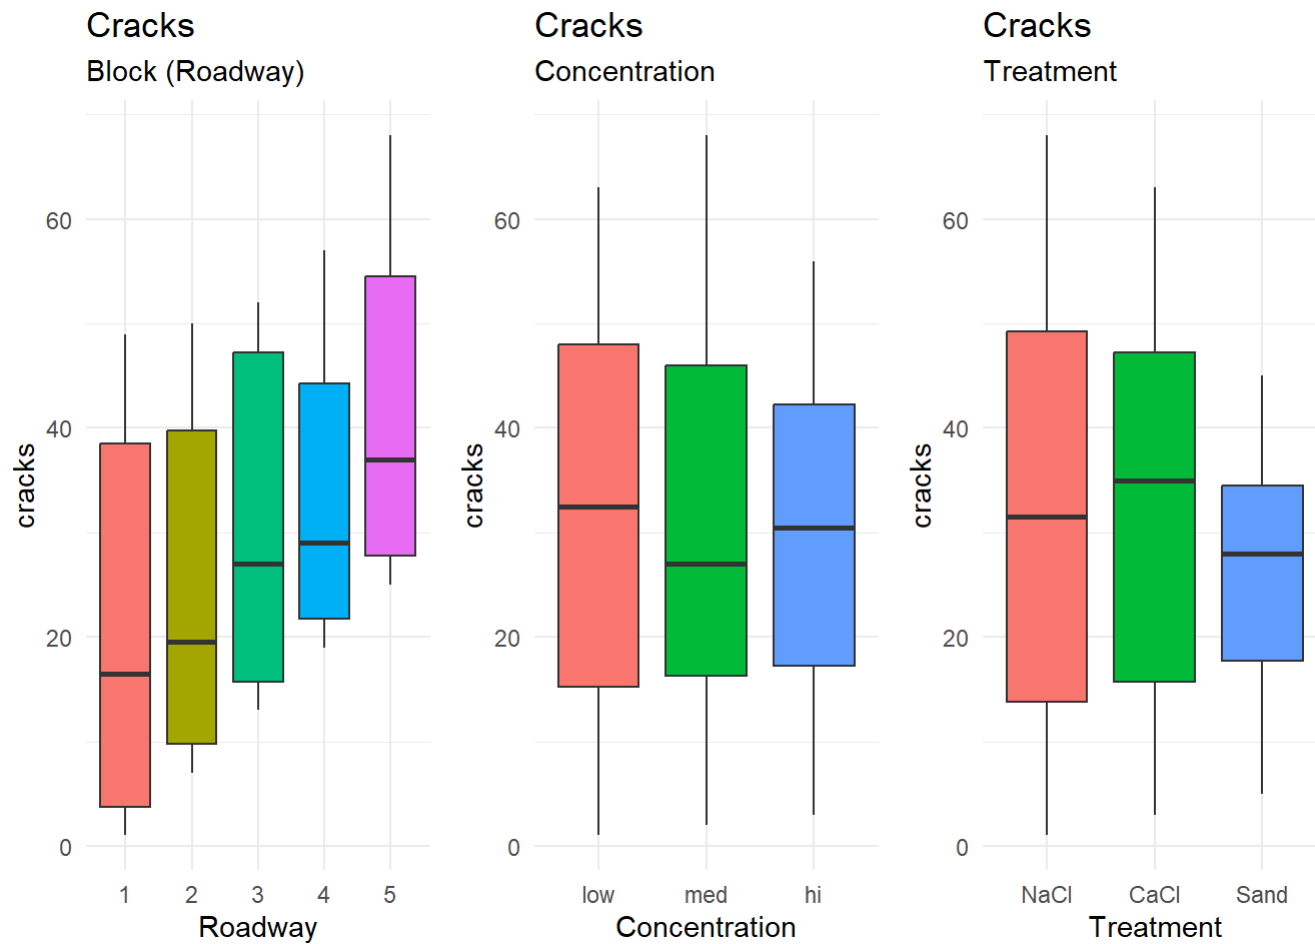 Cracks
Block (Roadway)
60
40
20
0
cracks
1 2 3 4 5
Roadway
Cracks
Concentration
60
40
20
0
cracks
low med hi
Concentration
Cracks
Treatment
60
40
20
0
cracks
NaCl CaCl Sand
Treatment